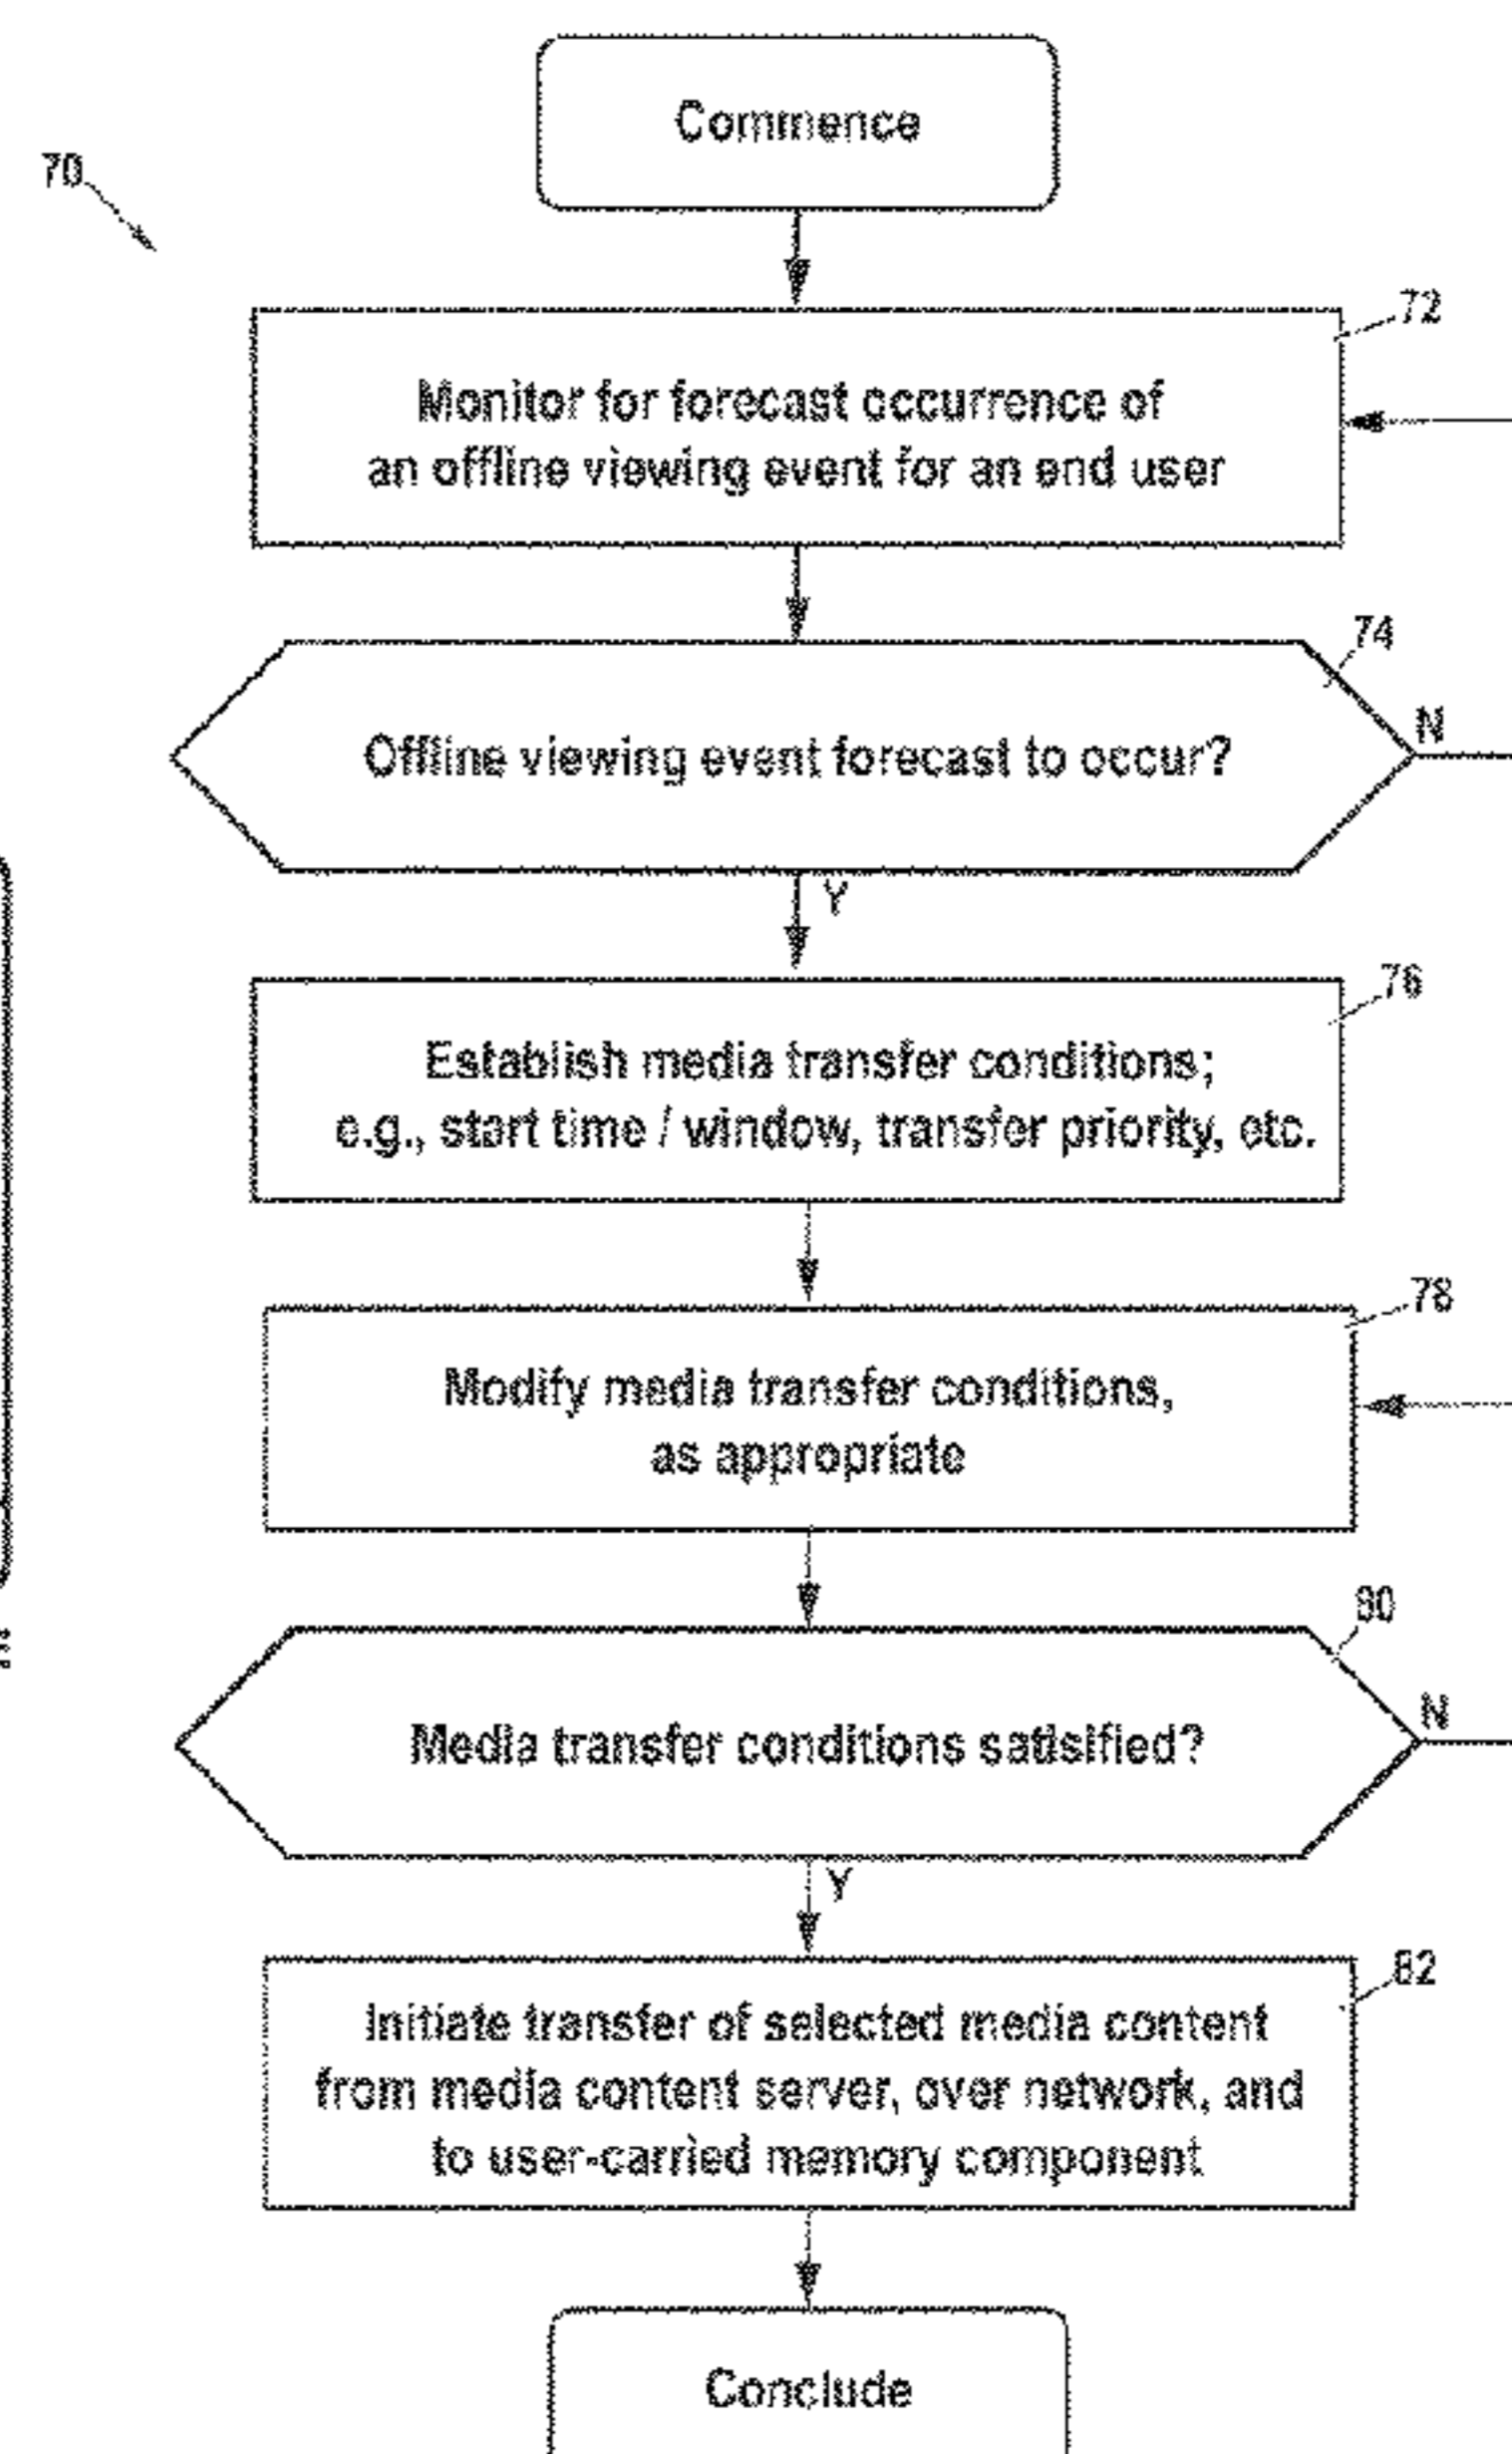 Commence
70
72
Monitor for forecast occurrence of
an offline viewing event for an end user
74
Offline viewing event forecast to occur?
N
Y
76
Establish media transfer conditions;
e.g., start time / window, transfer priority, etc.
78
Modify media transfer conditions,
as appropriate
80
Media transfer conditions satisified?
N
Y
82
Initiate transfer of selected media content
from media content server, over network, and
to user-carried memory component
Conclude